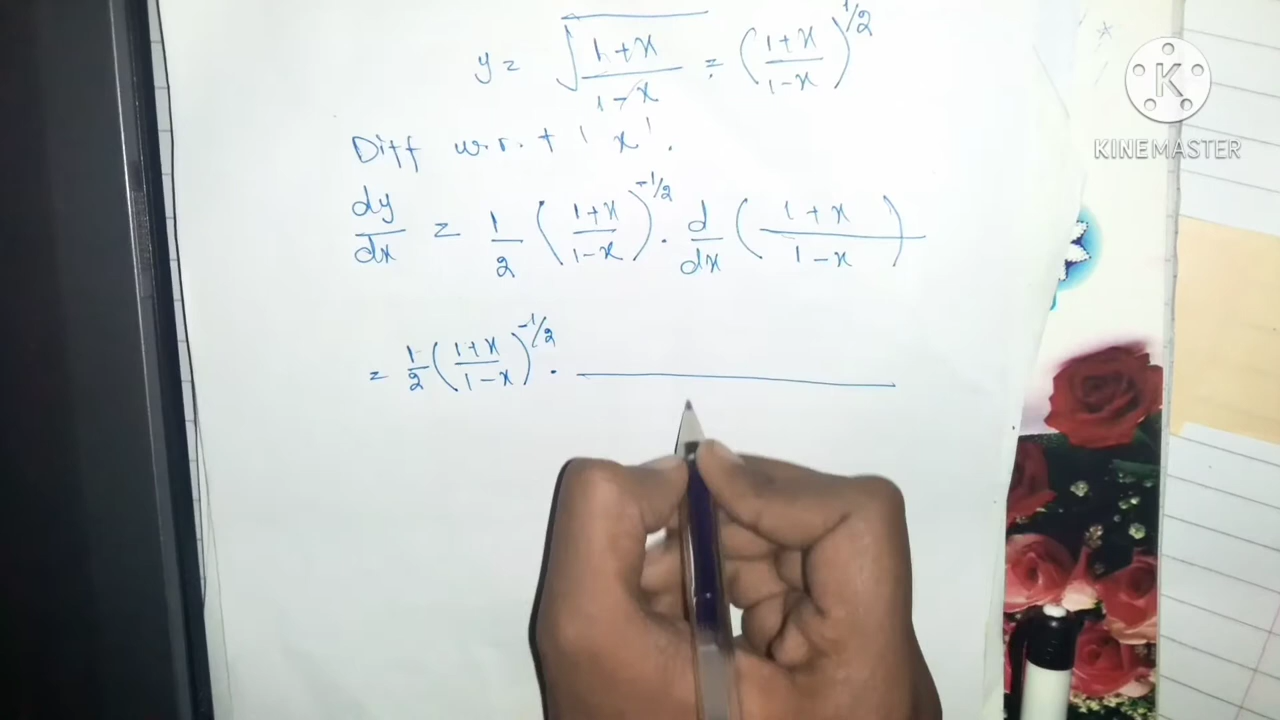 y = √(1+x)/(1-x) = ((1+x)/(1-x))^1/2
Diff w.r.t 'x'.
dy/dx = 1/2 ((1+x)/(1-x))^-1/2 . d/dx ((1+x)/(1-x))
= 1/2 ((1+x)/(1-x))^-1/2 .
K
KINEMASTER